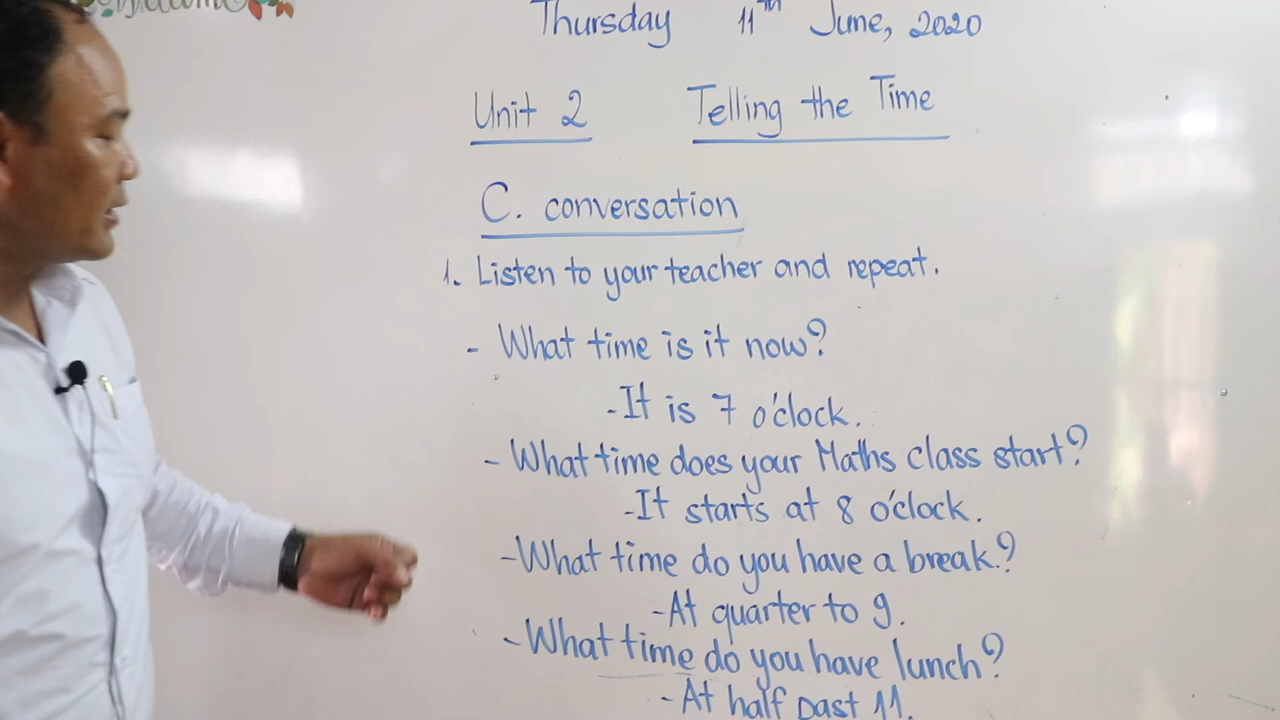 Welcome
Thursday 11th June, 2020
Unit 2 Telling the Time
C. conversation
1. Listen to your teacher and repeat.
- What time is it now?
- It is 7 o'clock.
- What time does your Maths class start?
- It starts at 8 o'clock.
- What time do you have a break?
- At quarter to 9.
- What time do you have lunch?
- At half past 11.